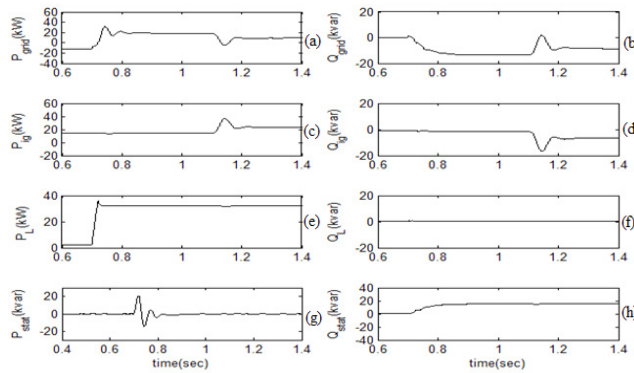 P_grid(kW)
60
40
20
0
-20
-40
0.6 0.8 1 1.2 1.4
(a)
Q_grid(kvar)
20
0
-20
0.6 0.8 1 1.2 1.4
(b)
P_ig(kW)
60
40
20
0
-20
0.6 0.8 1 1.2 1.4
(c)
Q_ig(kvar)
20
0
-20
0.6 0.8 1 1.2 1.4
(d)
P_L(kW)
40
20
0
0.6 0.8 1 1.2 1.4
(e)
Q_L(kvar)
20
0
-20
0.6 0.8 1 1.2 1.4
(f)
P_stat(kvar)
20
0
-20
0.4 0.6 0.8 1 1.2 1.4
time(sec)
(g)
Q_stat(kvar)
40
20
0
-20
-40
0.6 0.8 1 1.2 1.4
time(sec)
(h)